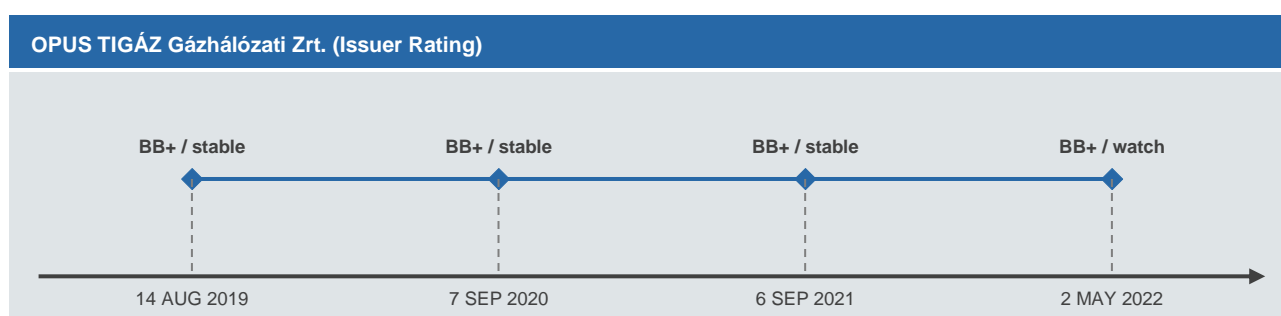 OPUS TIGÁZ Gázhálózati Zrt. (Issuer Rating)
BB+ / stable BB+ / stable BB+ / stable BB+ / watch
14 AUG 2019 7 SEP 2020 6 SEP 2021 2 MAY 2022